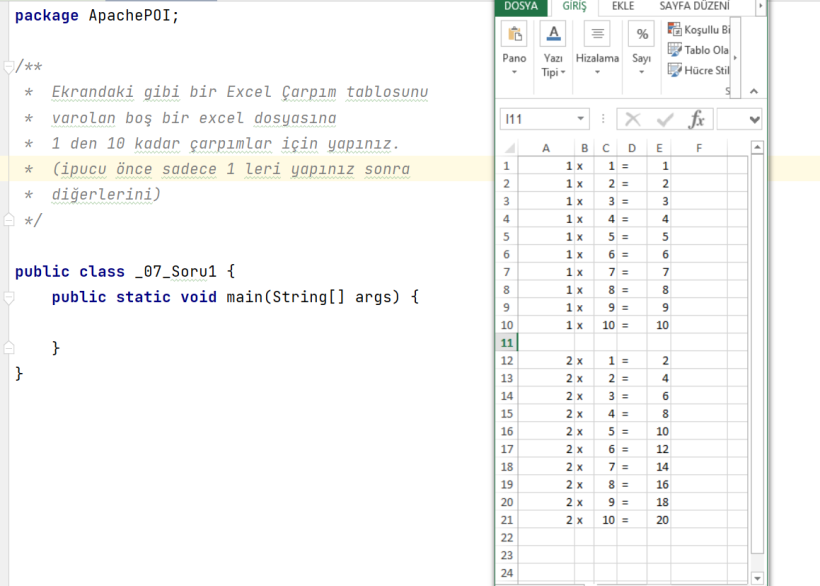 package ApachePOI;
/**
* Ekrandaki gibi bir Excel Çarpım tablosunu
* varolan boş bir excel dosyasına
* 1 den 10 kadar çarpımlar için yapınız.
* (ipucu önce sadece 1 leri yapınız sonra
* diğerlerini)
*/
public class _07_Soru1 {
public static void main(String[] args) {
}
}
DOSYA GİRİŞ EKLE SAYFA DÜZENİ
Pano
Yazı Tipi
Hizalama
%
Sayı
Koşullu Bi
Tablo Ola
Hücre Stil
I11 fx
A B C D E F
1 1 x 1 = 1
2 1 x 2 = 2
3 1 x 3 = 3
4 1 x 4 = 4
5 1 x 5 = 5
6 1 x 6 = 6
7 1 x 7 = 7
8 1 x 8 = 8
9 1 x 9 = 9
10 1 x 10 = 10
11
12 2 x 1 = 2
13 2 x 2 = 4
14 2 x 3 = 6
15 2 x 4 = 8
16 2 x 5 = 10
17 2 x 6 = 12
18 2 x 7 = 14
19 2 x 8 = 16
20 2 x 9 = 18
21 2 x 10 = 20
22
23
24